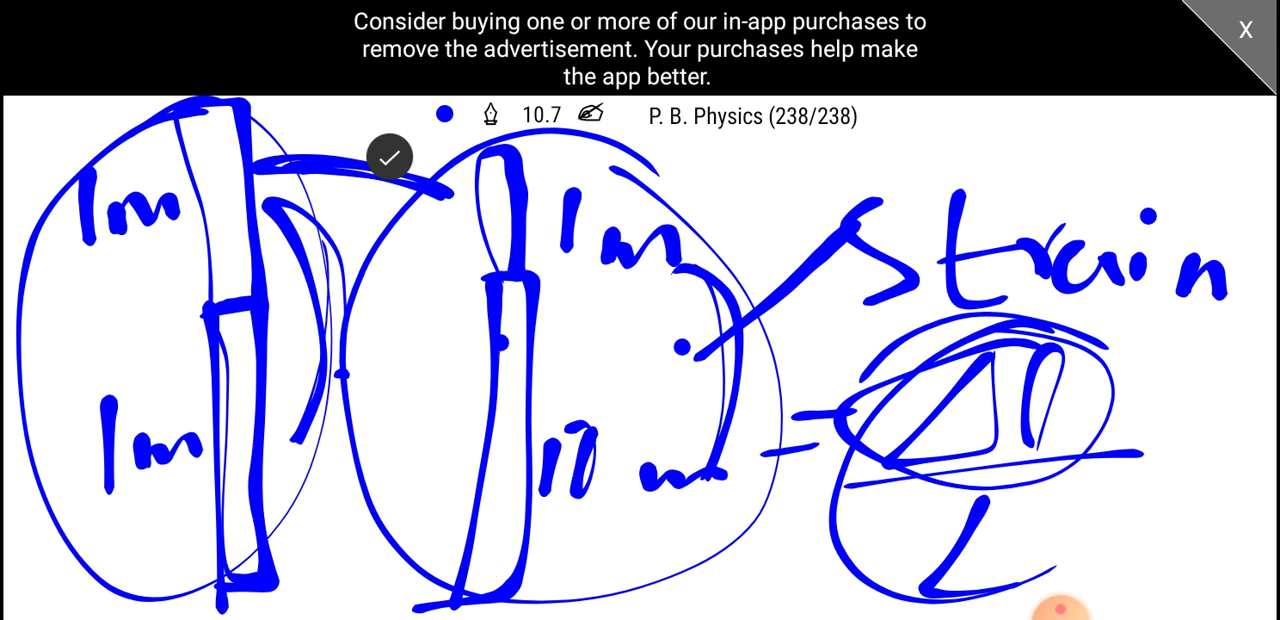 Consider buying one or more of our in-app purchases to
remove the advertisement. Your purchases help make
the app better.
X
10.7 P. B. Physics (238/238)
1m
1m
1m
10 m
Strain
= Δl
L